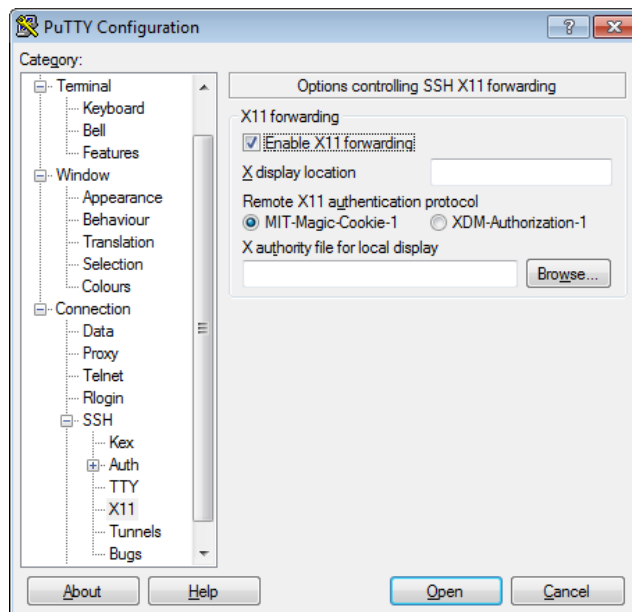 PuTTY Configuration
Category:
Terminal
Keyboard
Bell
Features
Window
Appearance
Behaviour
Translation
Selection
Colours
Connection
Data
Proxy
Telnet
Rlogin
SSH
Kex
Auth
TTY
X11
Tunnels
Bugs
Options controlling SSH X11 forwarding
X11 forwarding
Enable X11 forwarding
X display location
Remote X11 authentication protocol
MIT-Magic-Cookie-1 XDM-Authorization-1
X authority file for local display
Browse...
About Help Open Cancel